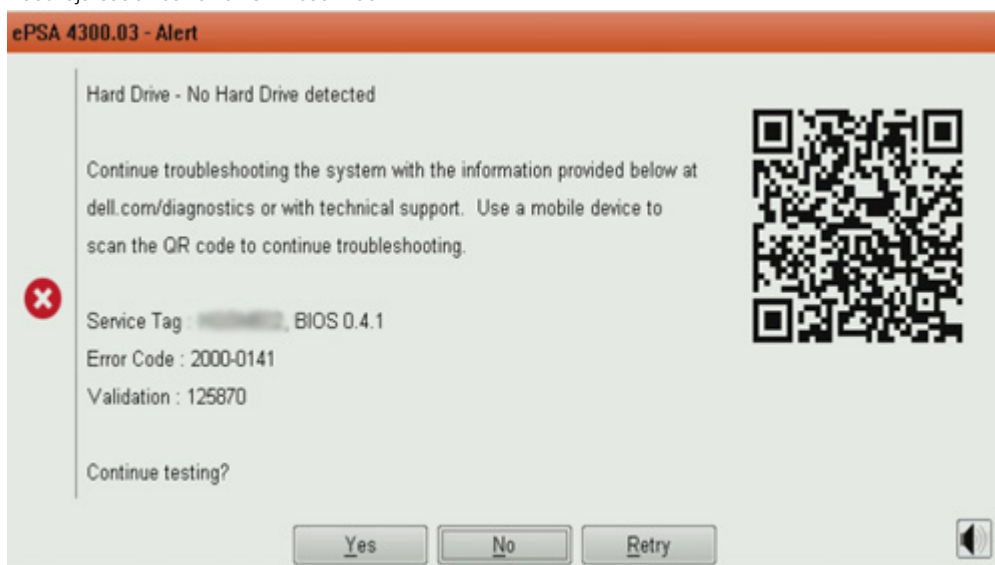 ePSA 4300.03 - Alert
Hard Drive - No Hard Drive detected
Continue troubleshooting the system with the information provided below at
dell.com/diagnostics or with technical support. Use a mobile device to
scan the QR code to continue troubleshooting.
Service Tag : , BIOS 0.4.1
Error Code : 2000-0141
Validation : 125870
Continue testing?
Yes
No
Retry